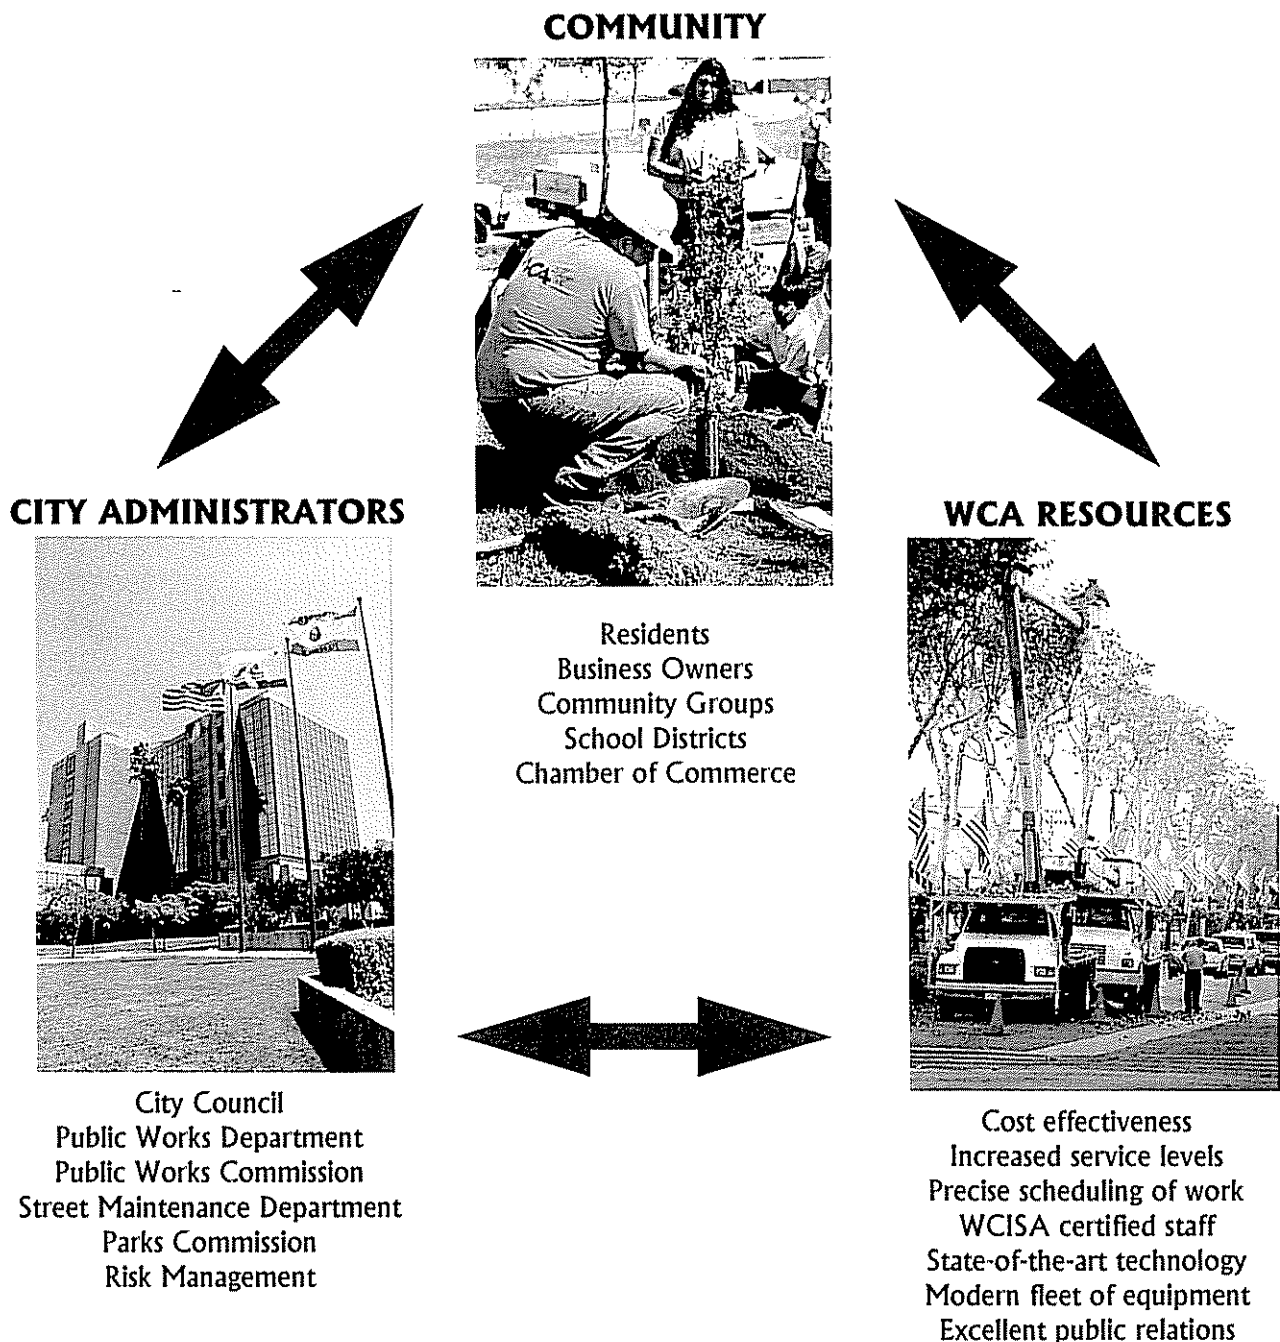 COMMUNITY
CITY ADMINISTRATORS
WCA RESOURCES
Residents
Business Owners
Community Groups
School Districts
Chamber of Commerce
City Council
Public Works Department
Public Works Commission
Street Maintenance Department
Parks Commission
Risk Management
Cost effectiveness
Increased service levels
Precise scheduling of work
WCISA certified staff
State-of-the-art technology
Modern fleet of equipment
Excellent public relations